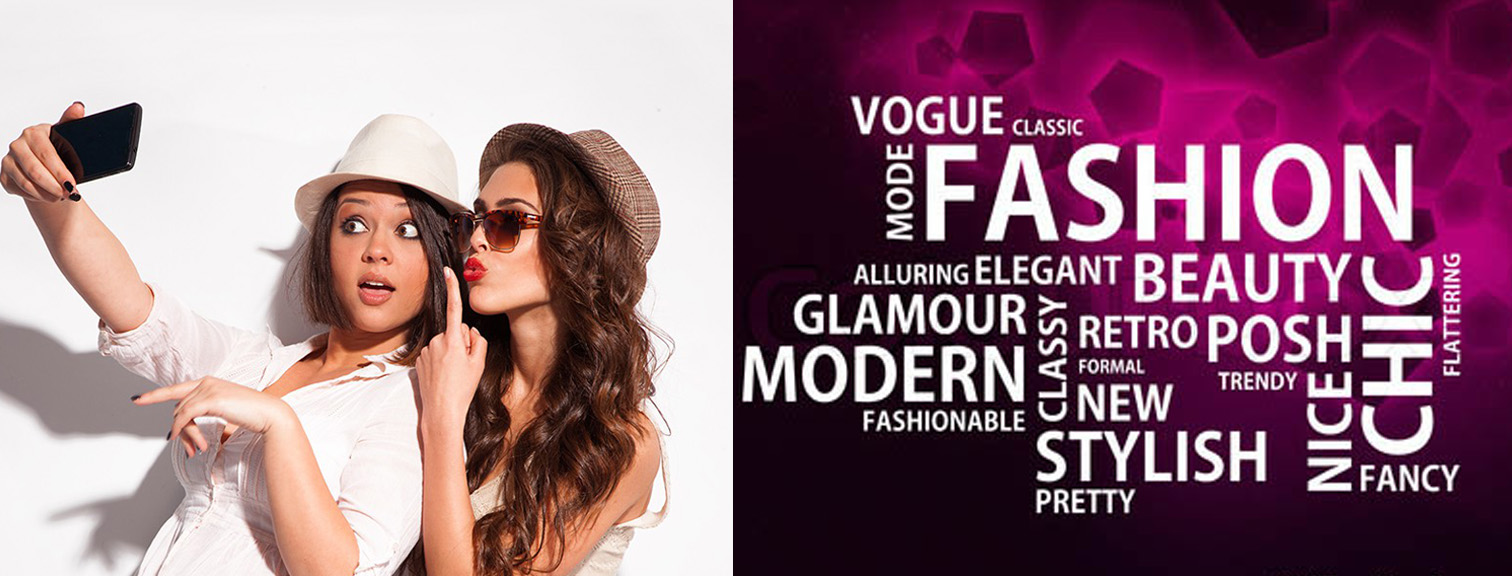 VOGUE CLASSIC
MODE
FASHION
ALLURING ELEGANT BEAUTY
CHIC
FLATTERING
GLAMOUR
CLASSY
RETRO POSH
MODERN
FORMAL
TRENDY
NICE
NEW
FASHIONABLE
STYLISH
FANCY
PRETTY